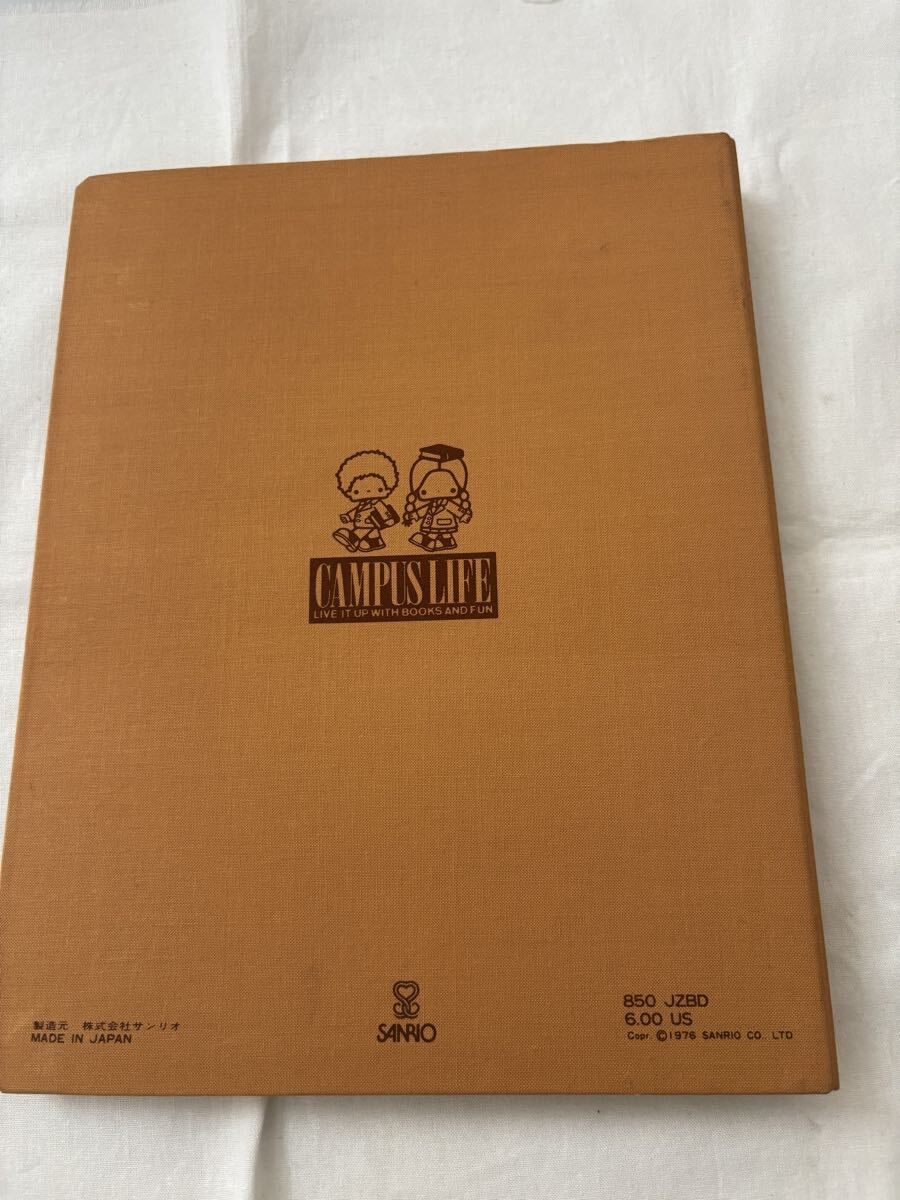 CAMPUS LIFE
LIVE IT UP WITH BOOKS AND FUN
製造元 株式会社サンリオ
MADE IN JAPAN
SANRIO
850 JZBD
6.00 US
Copr. ©1976 SANRIO CO., LTD